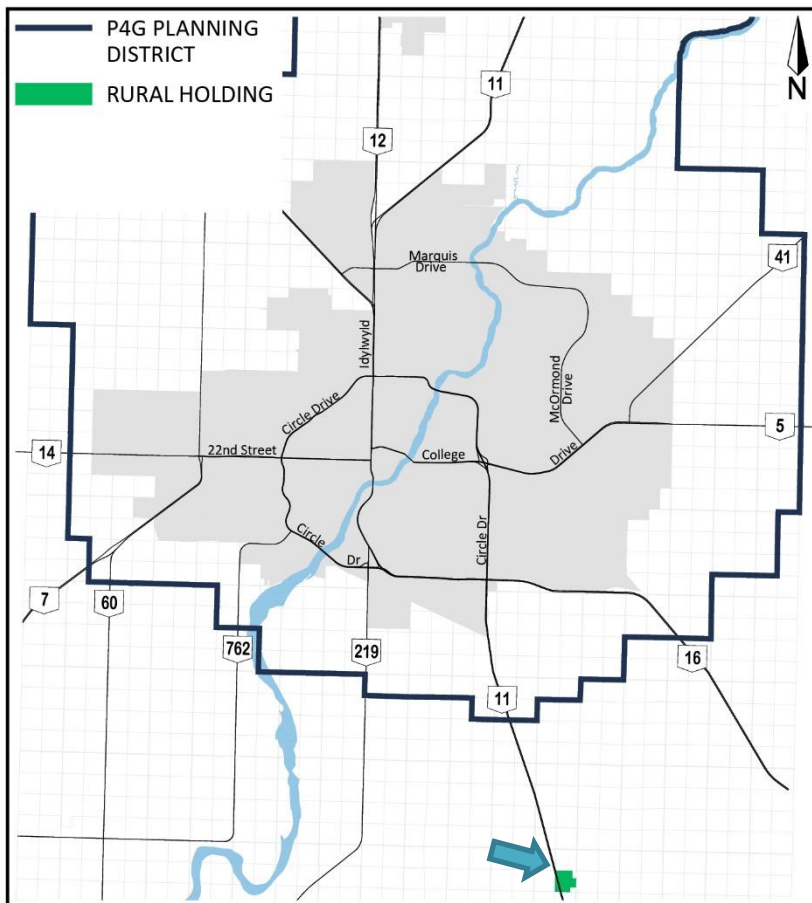 P4G PLANNING
DISTRICT
RURAL HOLDING
N
11
12
41
Marquis
Drive
Idylwyld
McOrmond
Drive
Circle Drive
5
14
22nd Street
College
Drive
Circle
Dr
Circle Dr
7
60
762
219
16
11